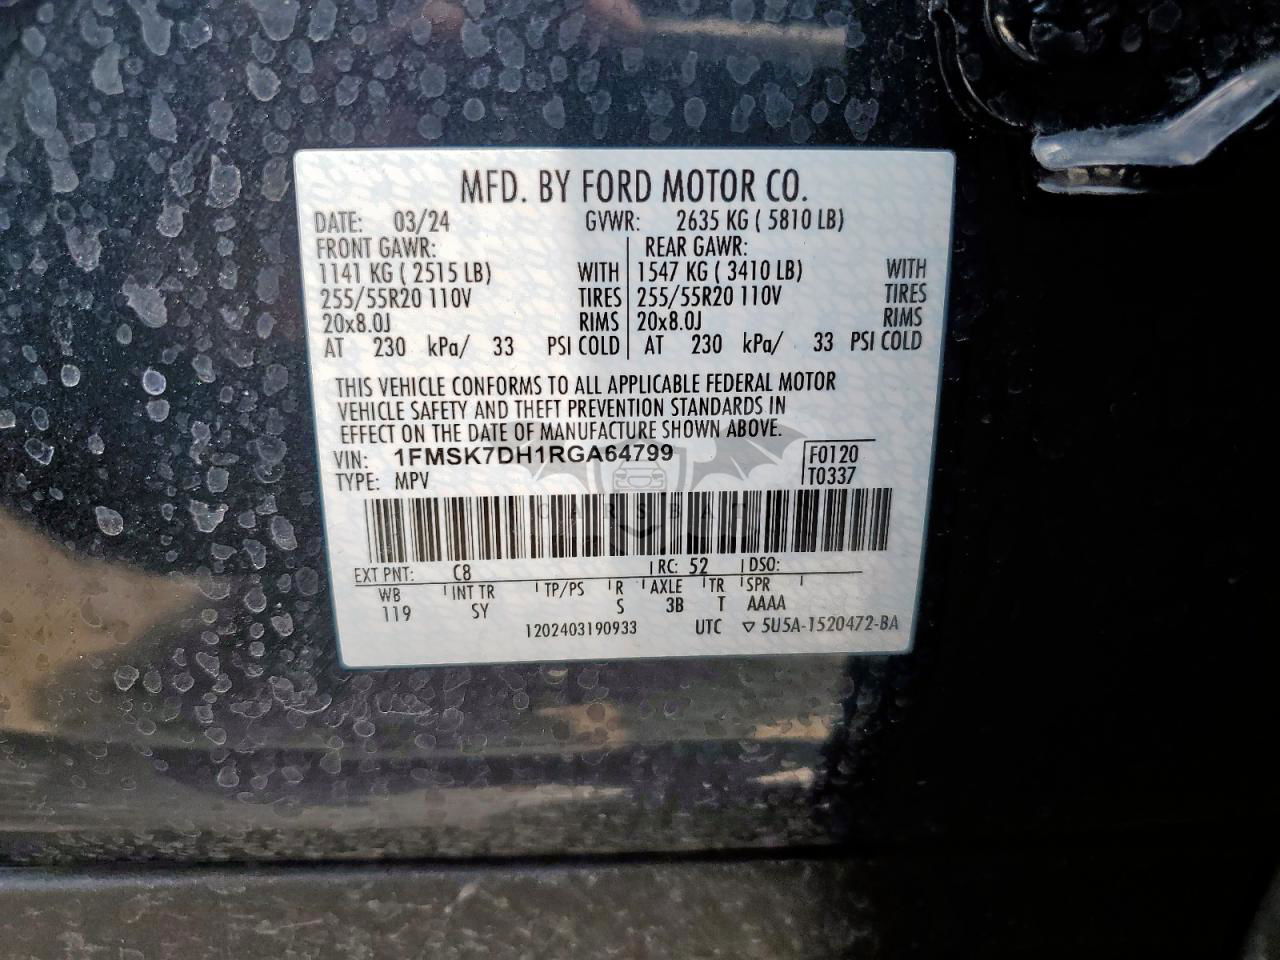 MFD. BY FORD MOTOR CO.
DATE: 03/24 GVWR: 2635 KG ( 5810 LB)
FRONT GAWR: REAR GAWR:
1141 KG ( 2515 LB) WITH 1547 KG ( 3410 LB) WITH
255/55R20 110V TIRES 255/55R20 110V TIRES
20x8.0J RIMS 20x8.0J RIMS
AT 230 kPa/ 33 PSI COLD AT 230 kPa/ 33 PSI COLD
THIS VEHICLE CONFORMS TO ALL APPLICABLE FEDERAL MOTOR
VEHICLE SAFETY AND THEFT PREVENTION STANDARDS IN
EFFECT ON THE DATE OF MANUFACTURE SHOWN ABOVE.
VIN: 1FMSK7DH1RGA64799 F0120
TYPE: MPV T0337
CARSBAT
EXT PNT: C8 RC: 52 DSO:
WB INT TR TP/PS R AXLE TR SPR
119 SY S 3B T AAAA
1202403190933 UTC ▽ 5U5A-1520472-BA